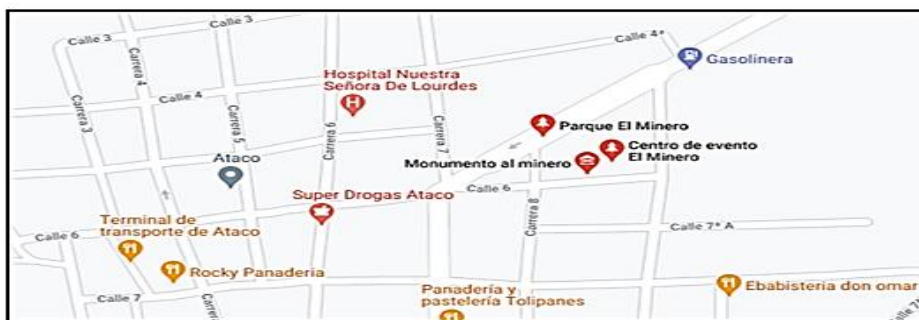 Calle 3
Calle 3
Carrera 4
Calle 4ª
Gasolinera
Hospital Nuestra
Señora De Lourdes
Calle 4
Carrera 3
Carrera 5
Carrera 6
Carrera 7
Parque El Minero
Centro de evento
El Minero
Monumento al minero
Ataco
Calle 6
Super Drogas Ataco
Carrera 8
Terminal de
transporte de Ataco
Calle 6
Calle 7ª A
Rocky Panaderia
Panadería y
pastelería Tolipanes
Ebabisteria don omar
Calle 7
Carrera